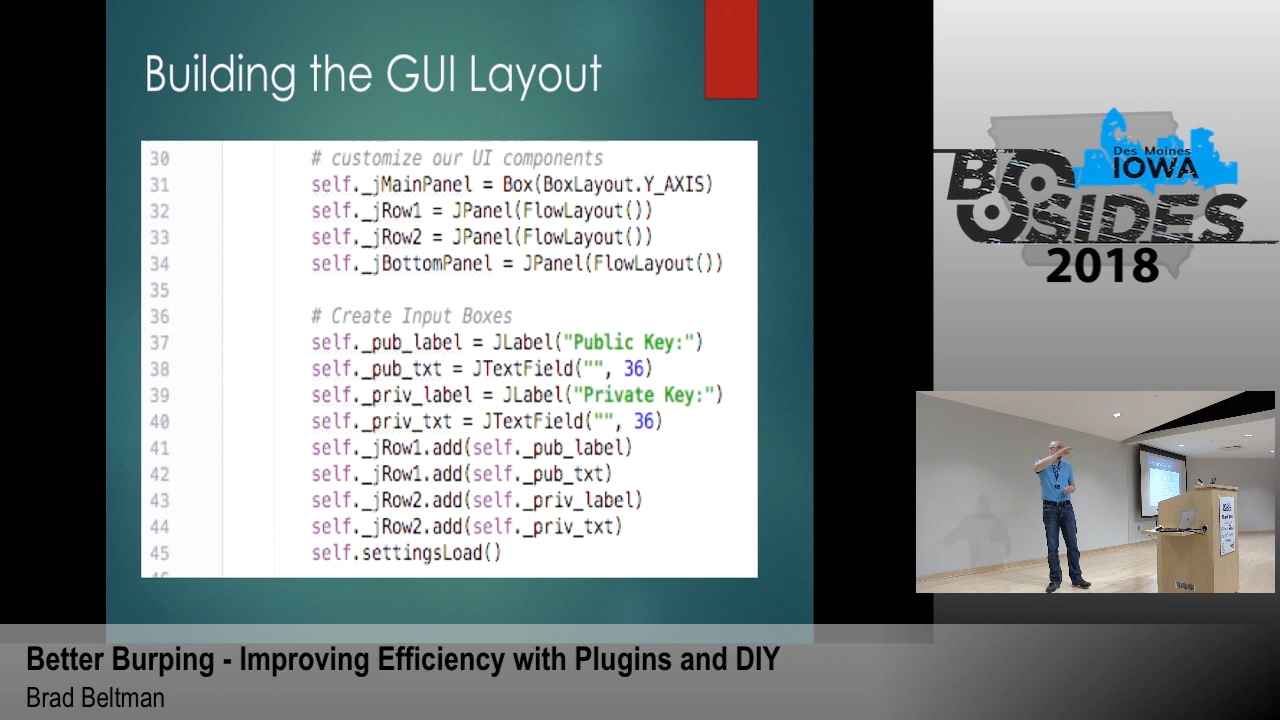 Building the GUI Layout
30 # customize our UI components
31 self._jMainPanel = Box(BoxLayout.Y_AXIS)
32 self._jRow1 = JPanel(FlowLayout())
33 self._jRow2 = JPanel(FlowLayout())
34 self._jBottomPanel = JPanel(FlowLayout())
35
36 # Create Input Boxes
37 self._pub_label = JLabel("Public Key:")
38 self._pub_txt = JTextField("", 36)
39 self._priv_label = JLabel("Private Key:")
40 self._priv_txt = JTextField("", 36)
41 self._jRow1.add(self._pub_label)
42 self._jRow1.add(self._pub_txt)
43 self._jRow2.add(self._priv_label)
44 self._jRow2.add(self._priv_txt)
45 self.settingsLoad()
Des Moines
IOWA
BSIDES
2018
Better Burping - Improving Efficiency with Plugins and DIY
Brad Beltman